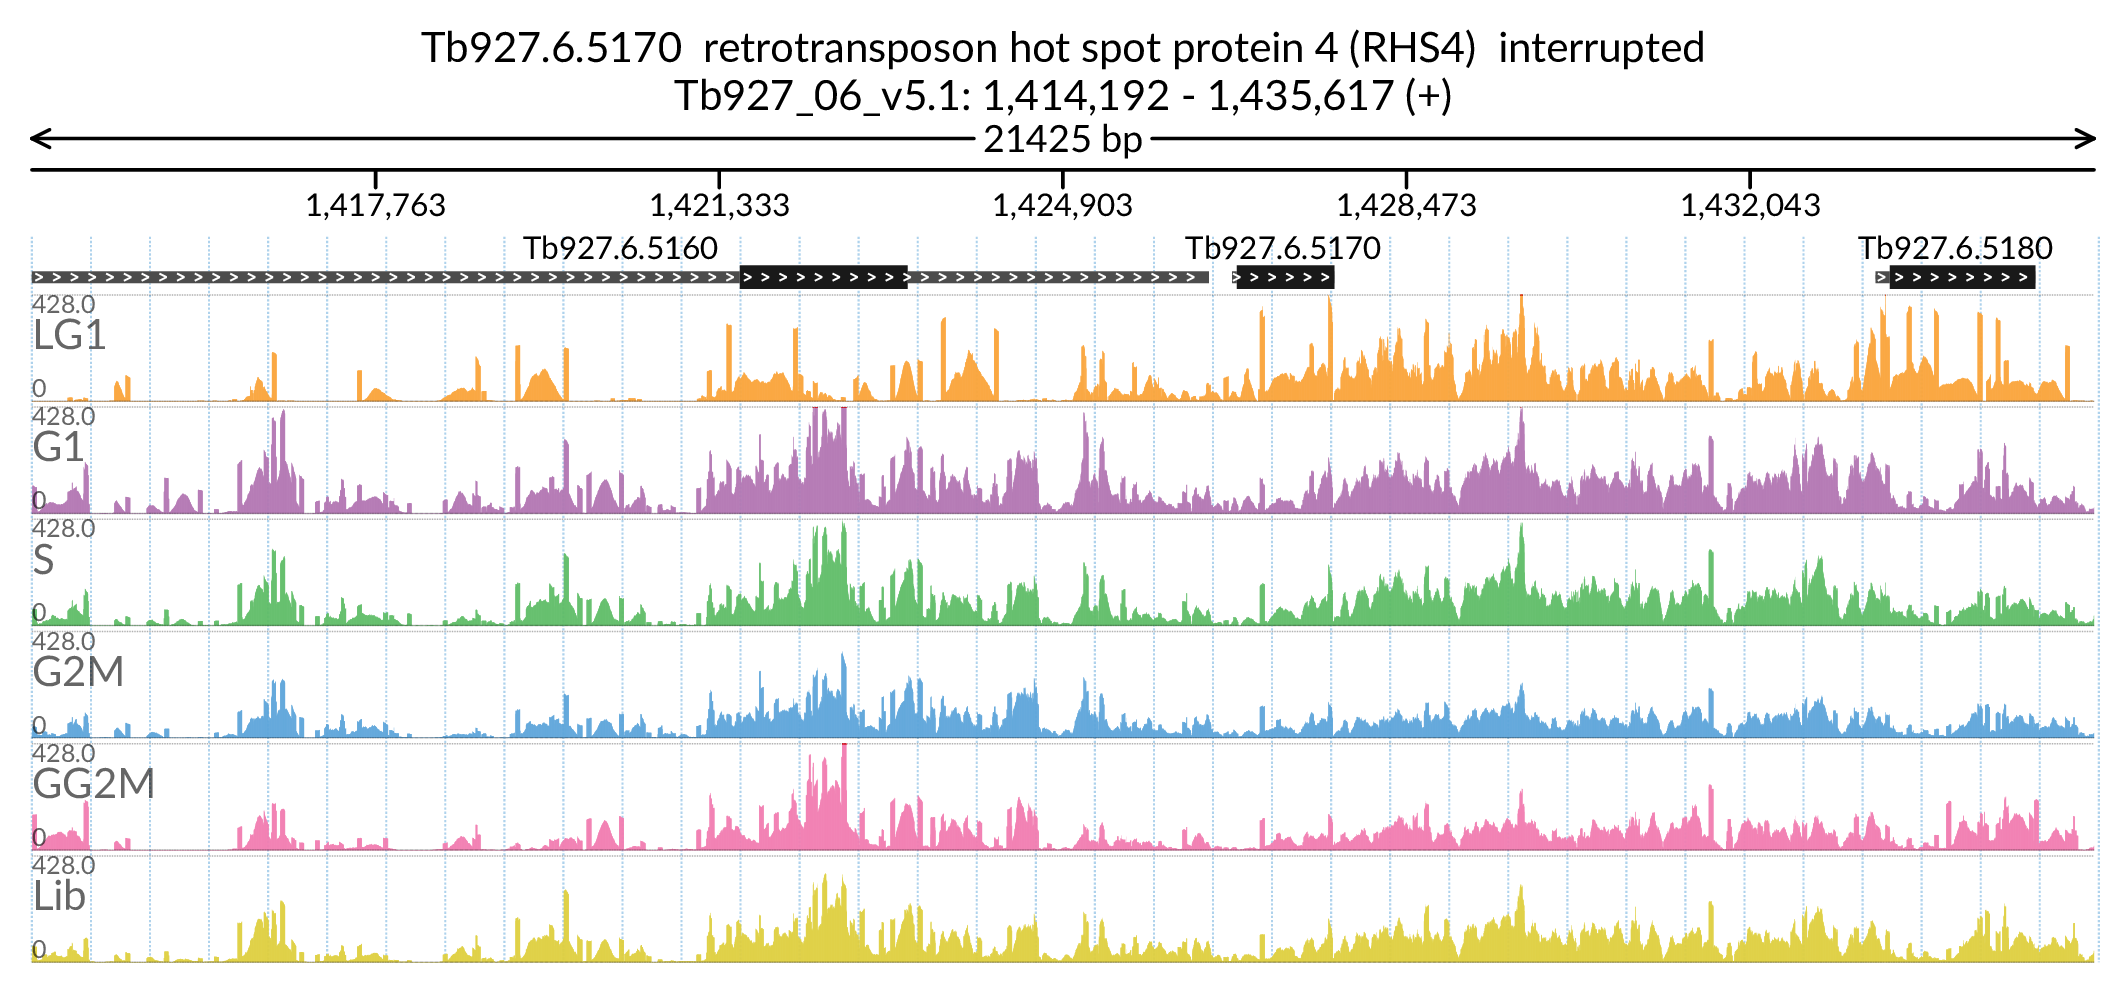 Tb927.6.5170  retrotransposon hot spot protein 4 (RHS4)  interrupted
Tb927_06_v5.1: 1,414,192 - 1,435,617 (+)
21425 bp
1,417,763 1,421,333 1,424,903 1,428,473 1,432,043
Tb927.6.5160 Tb927.6.5170 Tb927.6.5180
428.0
LG1
0
428.0
G1
0
428.0
S
0
428.0
G2M
0
428.0
GG2M
0
428.0
Lib
0